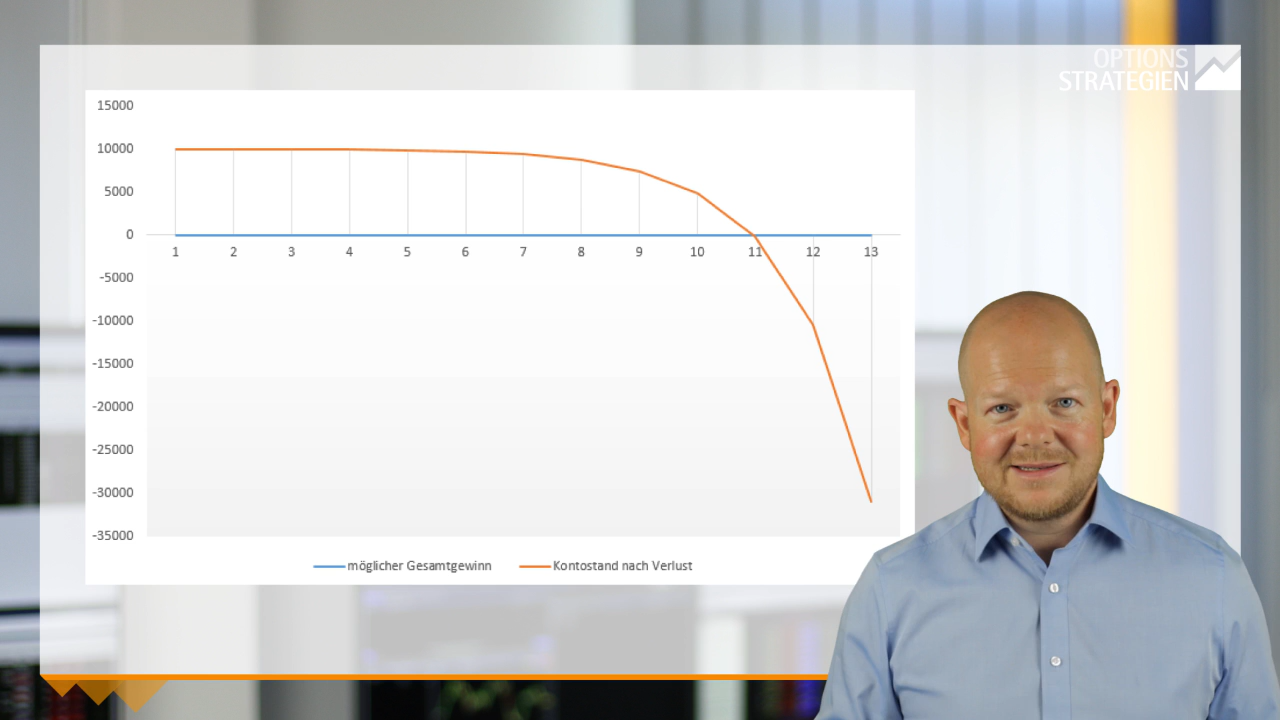 OPTIONS
STRATEGIEN
15000
10000
5000
0
-5000
-10000
-15000
-20000
-25000
-30000
-35000
1 2 3 4 5 6 7 8 9 10 11 12 13
möglicher Gesamtgewinn Kontostand nach Verlust